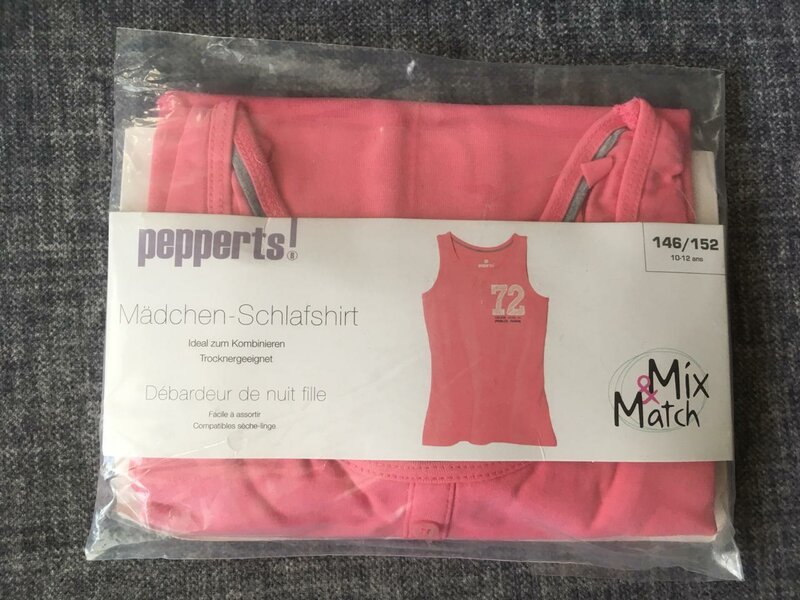 pepperts!®
146/152
10-12 ans
Mädchen-Schlafshirt
Ideal zum Kombinieren
Trocknergeeignet
Débardeur de nuit fille
Facile à assortir
Compatibles sèche-linge.
pepperts
72
Mix
&
Match